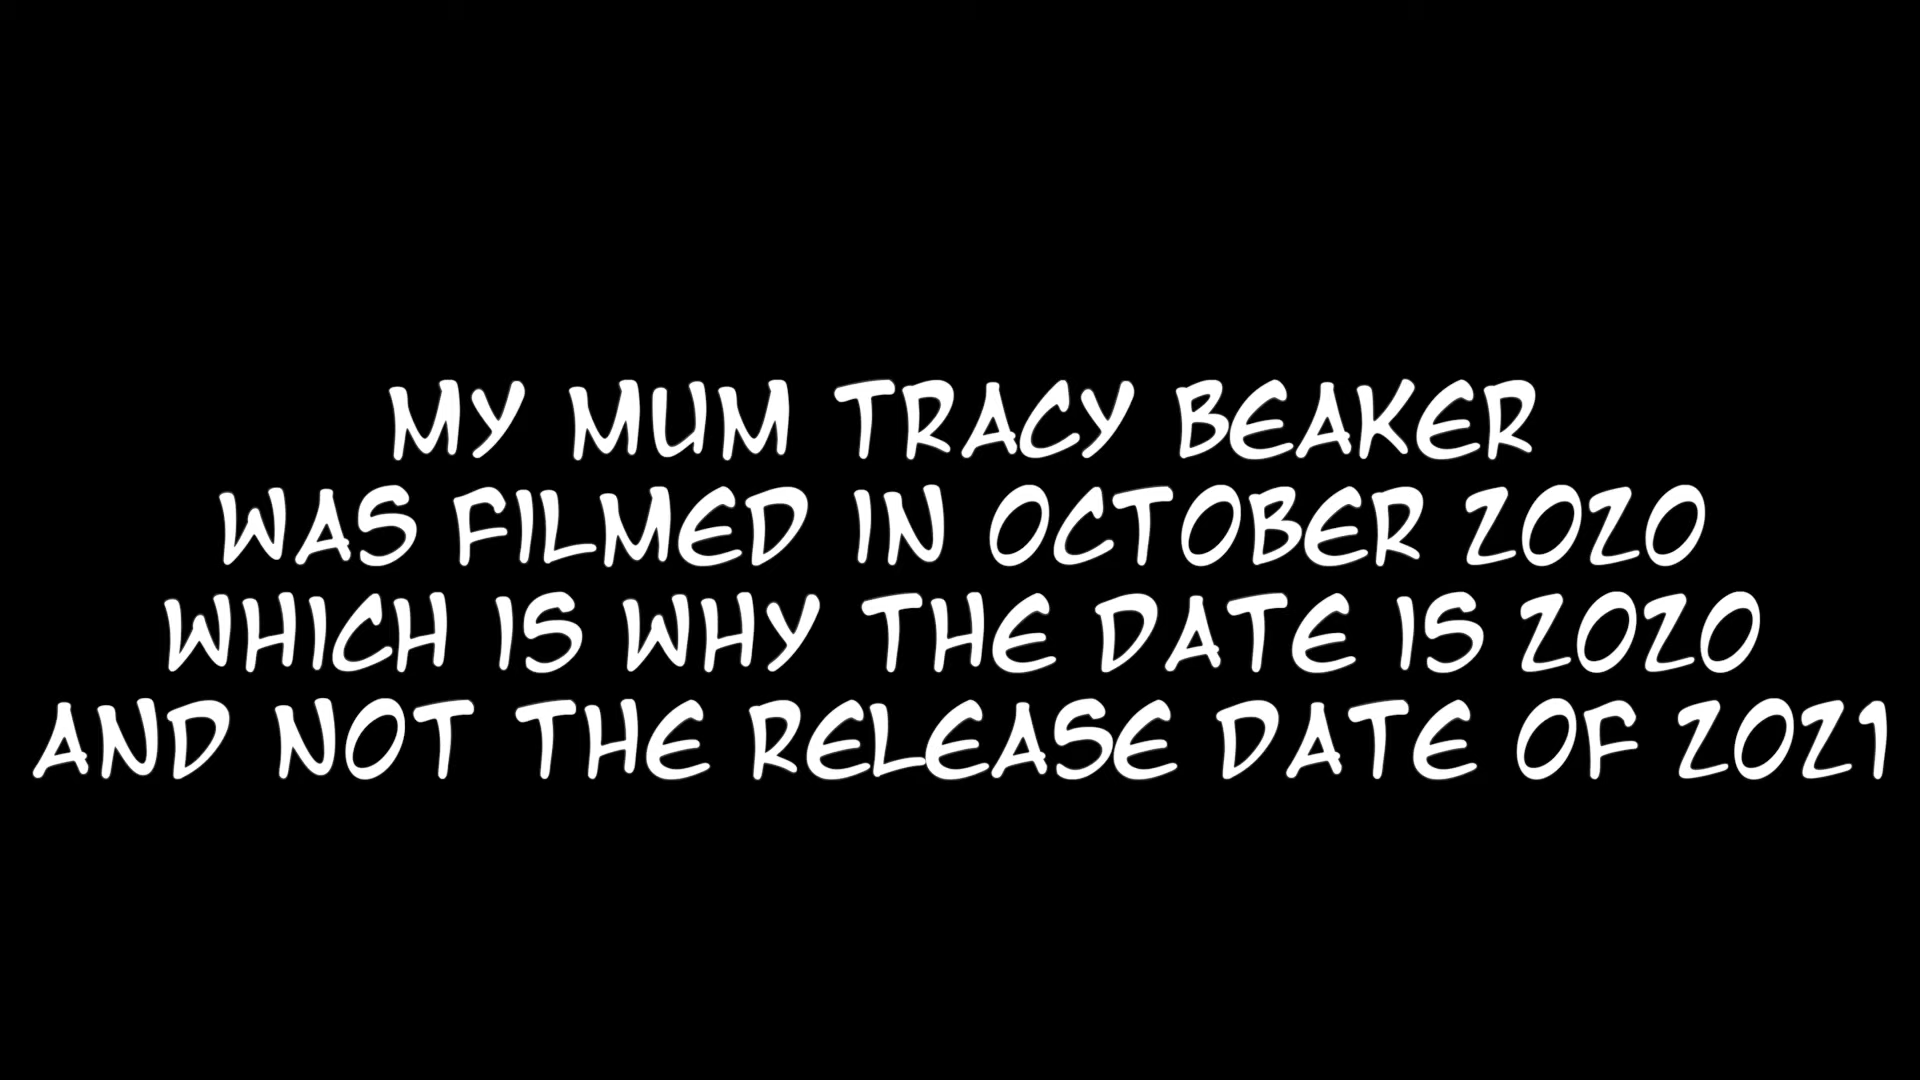 MY MUM TRACY BEAKER
WAS FILMED IN OCTOBER 2020
WHICH IS WHY THE DATE IS 2020
AND NOT THE RELEASE DATE OF 2021